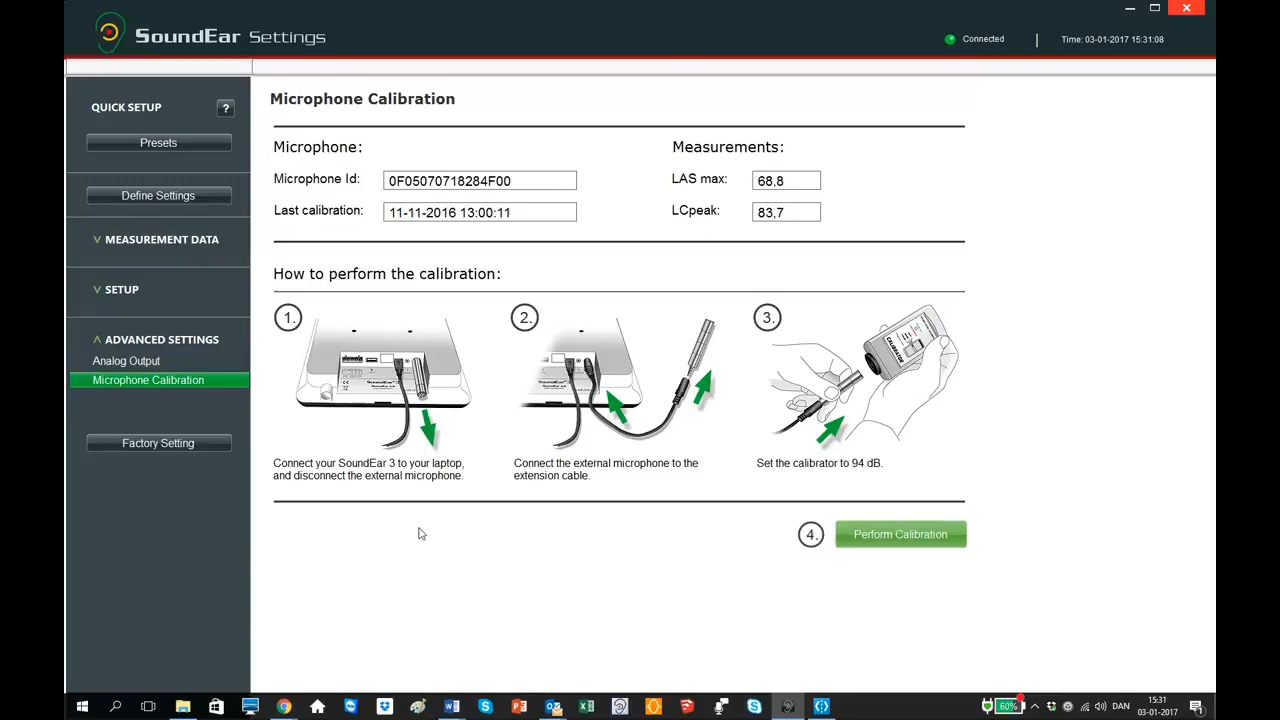 SoundEar Settings
Connected
Time: 03-01-2017 15:31:08
QUICK SETUP
?
Presets
Define Settings
MEASUREMENT DATA
SETUP
ADVANCED SETTINGS
Analog Output
Microphone Calibration
Factory Setting
Microphone Calibration
Microphone:
Measurements:
Microphone Id:
0F05070718284F00
LAS max:
68,8
Last calibration:
11-11-2016 13:00:11
LCpeak:
83,7
How to perform the calibration:
1.
2.
3.
SoundEar
CALIBRATOR
Connect your SoundEar 3 to your laptop,
and disconnect the external microphone.
Connect the external microphone to the
extension cable.
Set the calibrator to 94 dB.
4.
Perform Calibration
60%
DAN
15:31
03-01-2017